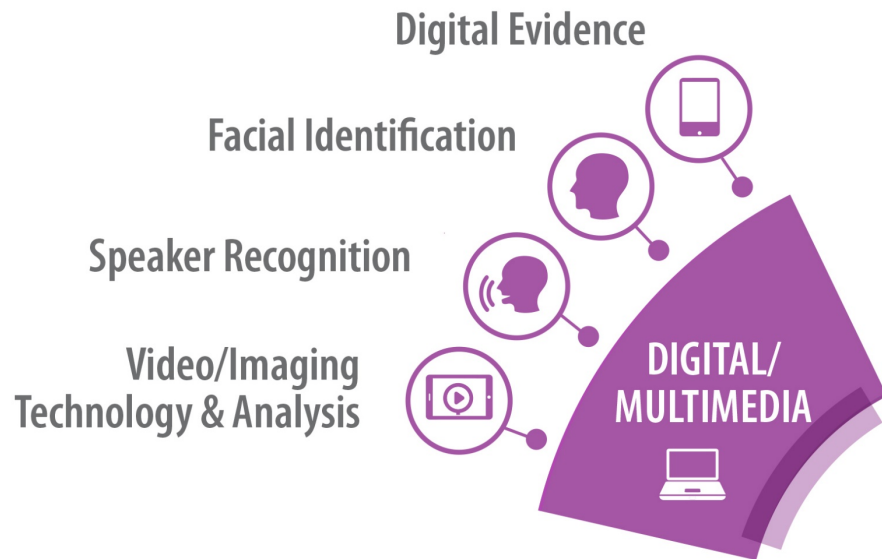 Digital Evidence
Facial Identification
Speaker Recognition
Video/Imaging
Technology & Analysis
DIGITAL/
MULTIMEDIA